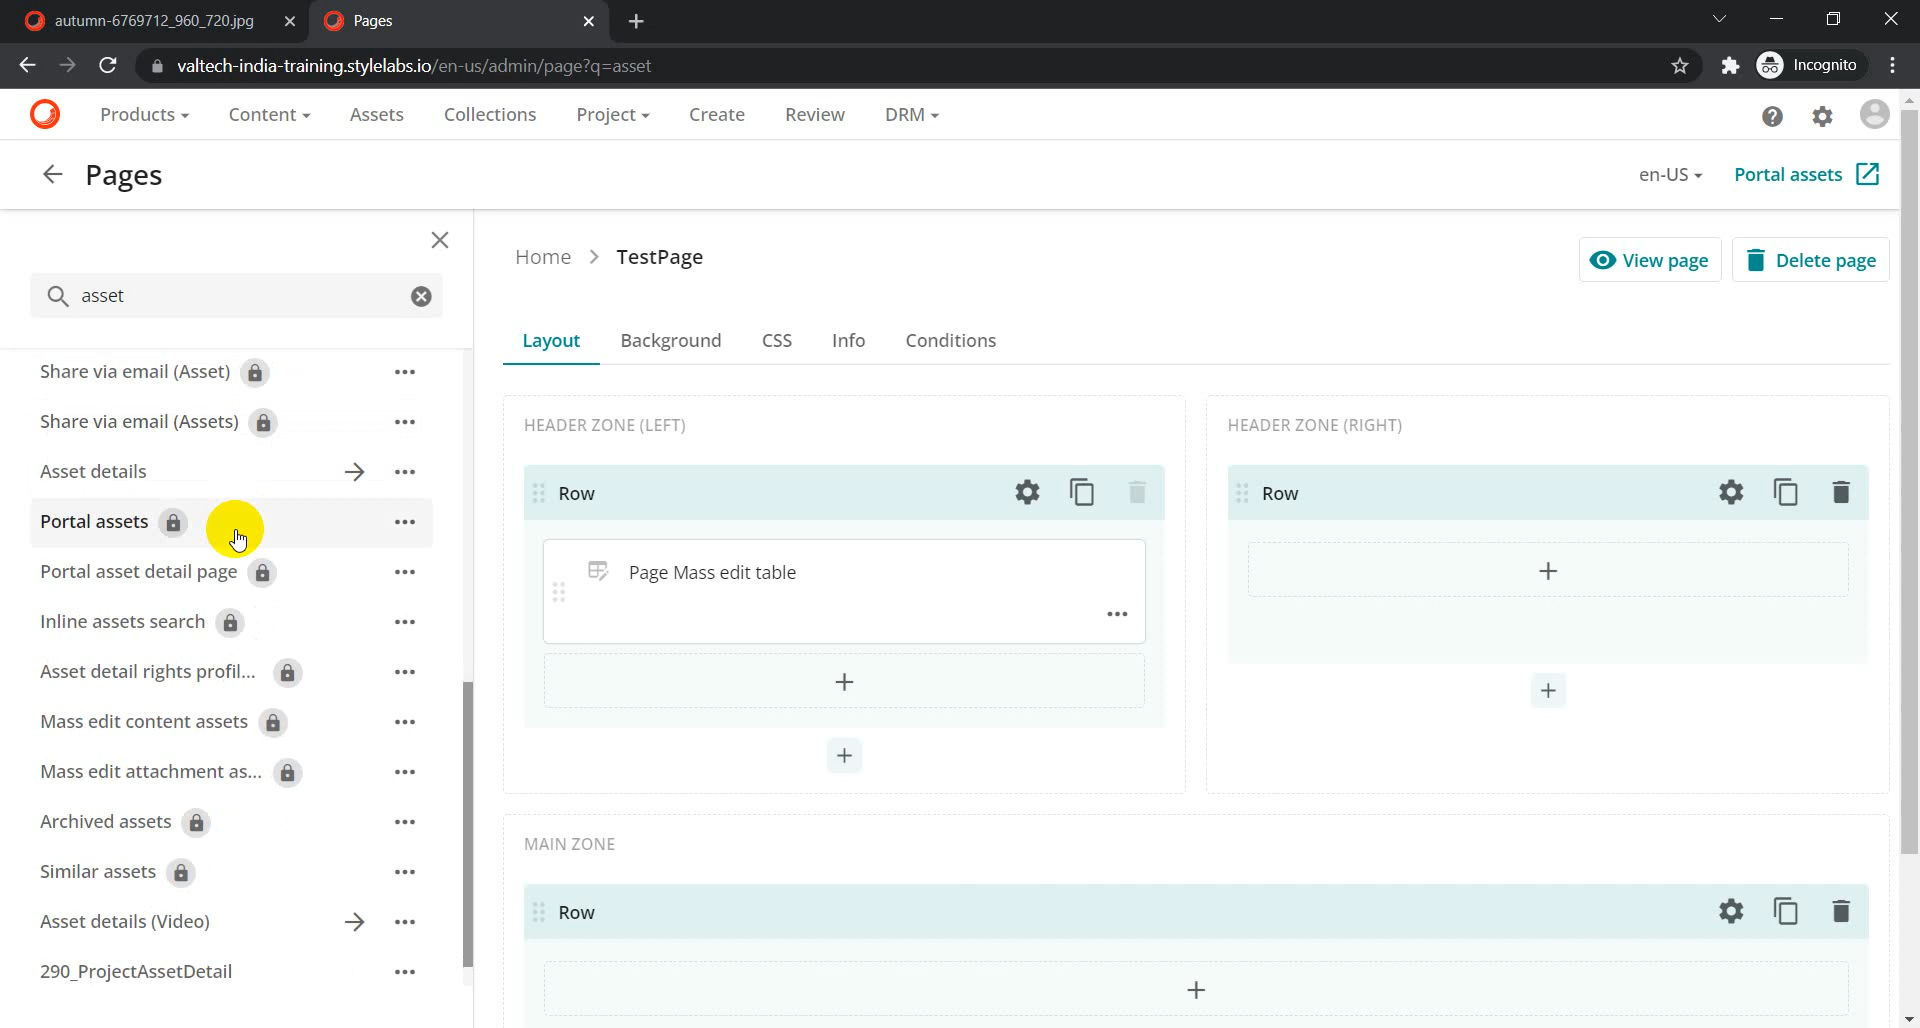 autumn-6769712_960_720.jpg
Pages
valtech-india-training.stylelabs.io/en-us/admin/page?q=asset
Incognito
Products
Content
Assets
Collections
Project
Create
Review
DRM
Pages
en-US
Portal assets
asset
Share via email (Asset)
Share via email (Assets)
Asset details
Portal assets
Portal asset detail page
Inline assets search
Asset detail rights profil...
Mass edit content assets
Mass edit attachment as...
Archived assets
Similar assets
Asset details (Video)
290_ProjectAssetDetail
Home > TestPage
View page
Delete page
Layout
Background
CSS
Info
Conditions
HEADER ZONE (LEFT)
Row
Page Mass edit table
HEADER ZONE (RIGHT)
Row
MAIN ZONE
Row